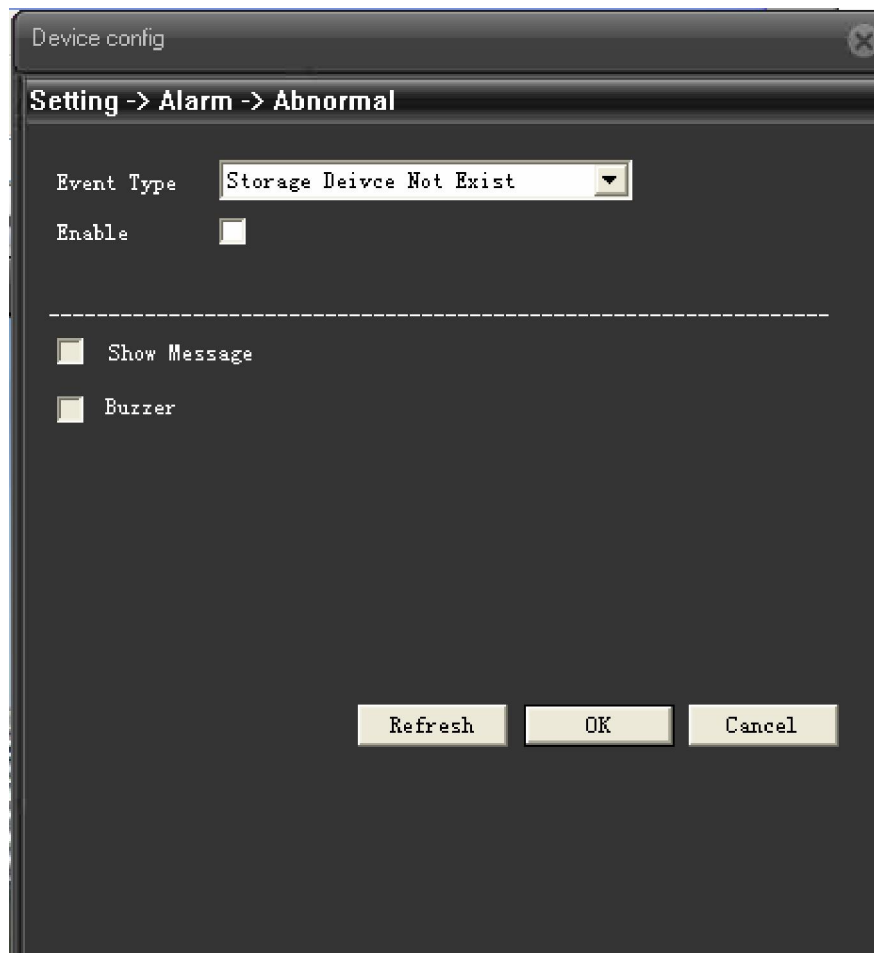 Device config
Setting -> Alarm -> Abnormal
Event Type Storage Deivce Not Exist
Enable
Show Message
Buzzer
Refresh OK Cancel